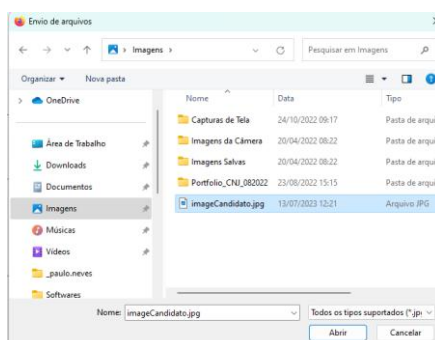 Envio de arquivos
Imagens
Pesquisar em Imagens
Organizar Nova pasta
OneDrive
Área de Trabalho
Downloads
Documentos
Imagens
Músicas
Vídeos
_paulo.neves
Softwares
Nome Data Tipo
Capturas de Tela 24/10/2022 09:17 Pasta de arqui
Imagens da Câmera 20/04/2022 08:22 Pasta de arqui
Imagens Salvas 20/04/2022 08:22 Pasta de arqui
Portfolio_CNJ_082022 23/08/2022 15:15 Pasta de arqui
imageCandidato.jpg 13/07/2023 12:21 Arquivo JPG
Nome: imageCandidato.jpg Todos os tipos suportados (*.jp
Abrir Cancelar